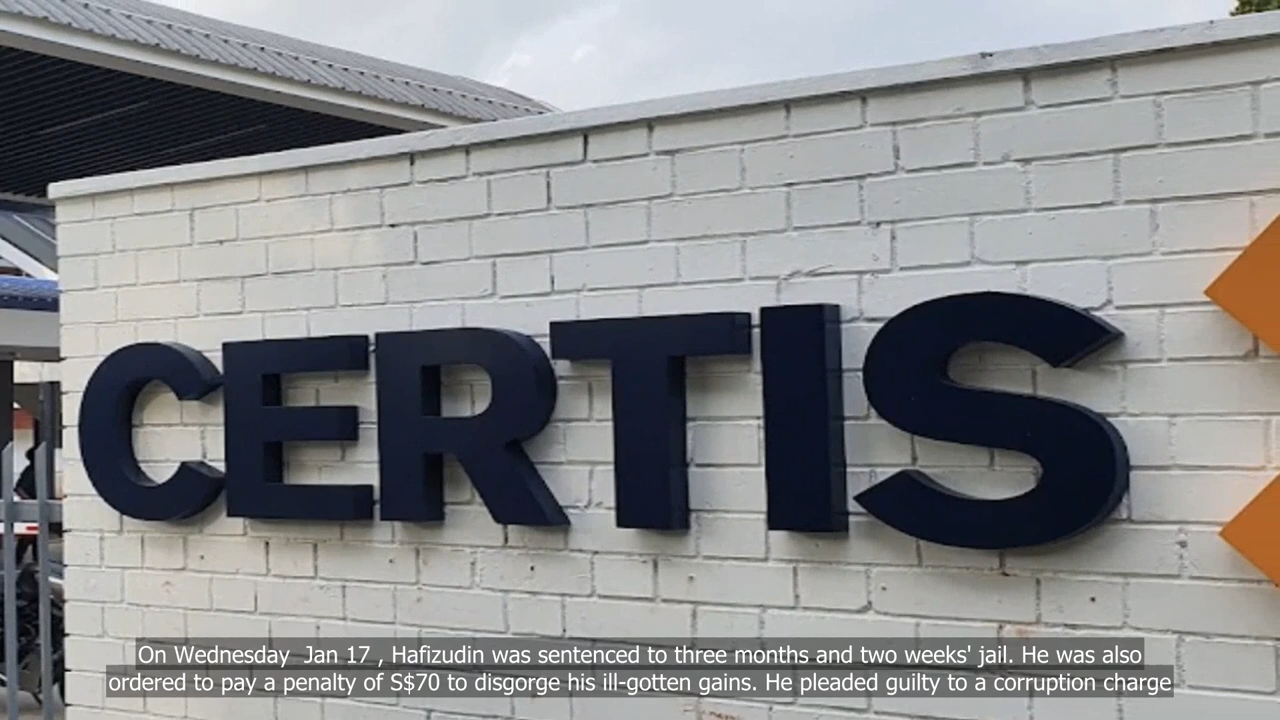 CERTIS
On Wednesday  Jan 17 , Hafizudin was sentenced to three months and two weeks' jail. He was also
ordered to pay a penalty of S$70 to disgorge his ill-gotten gains. He pleaded guilty to a corruption charge